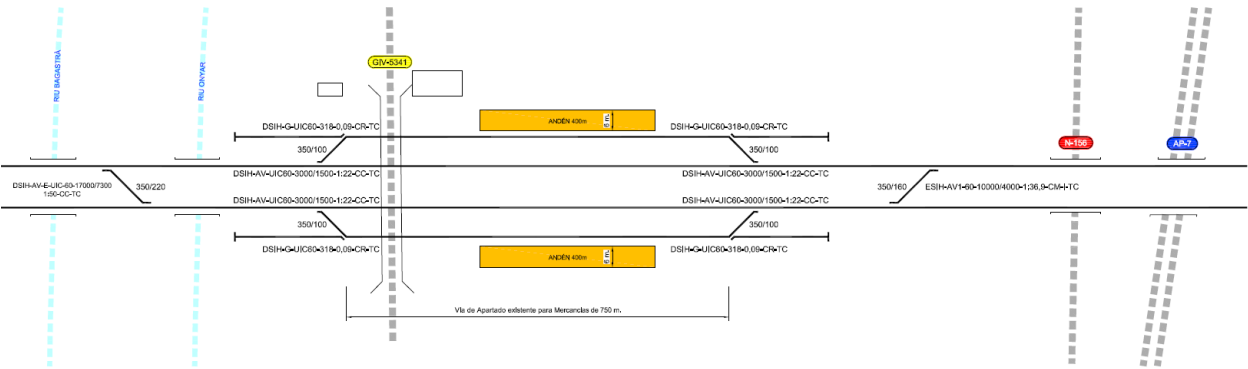 RIU BAGASTRÀ
RIU ONYAR
GIV-5341
ANDÉN 400m
6 m.
DSIH-G-UIC60-318-0,09-CR-TC
DSIH-G-UIC60-318-0,09-CR-TC
N-156
AP-7
350/100
350/100
DSIH-AV-UIC60-3000/1500-1:22-CC-TC
DSIH-AV-UIC60-3000/1500-1:22-CC-TC
DSIH-AV-E-UIC-60-17000/7300
1:50-CC-TC
350/220
350/160
ESIH-AV1-60-10000/4000-1;36,9-CM-I-TC
DSIH-AV-UIC60-3000/1500-1:22-CC-TC
DSIH-AV-UIC60-3000/1500-1:22-CC-TC
350/100
350/100
DSIH-G-UIC60-318-0,09-CR-TC
DSIH-G-UIC60-318-0,09-CR-TC
ANDÉN 400m
6 m.
Vía de Apartado existente para Mercancías de 750 m.